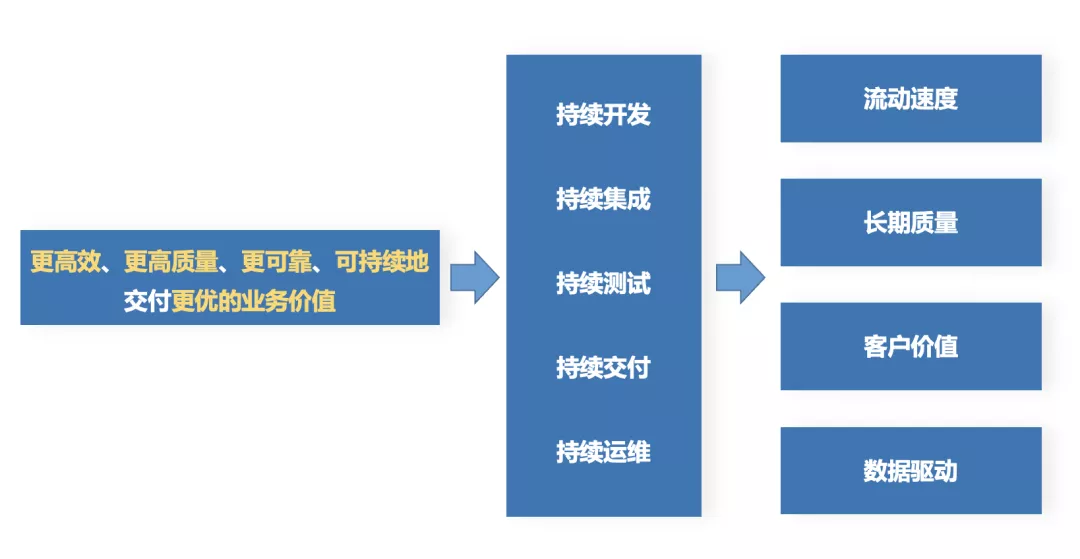 更高效、更高质量、更可靠、可持续地
交付更优的业务价值
持续开发
持续集成
持续测试
持续交付
持续运维
流动速度
长期质量
客户价值
数据驱动